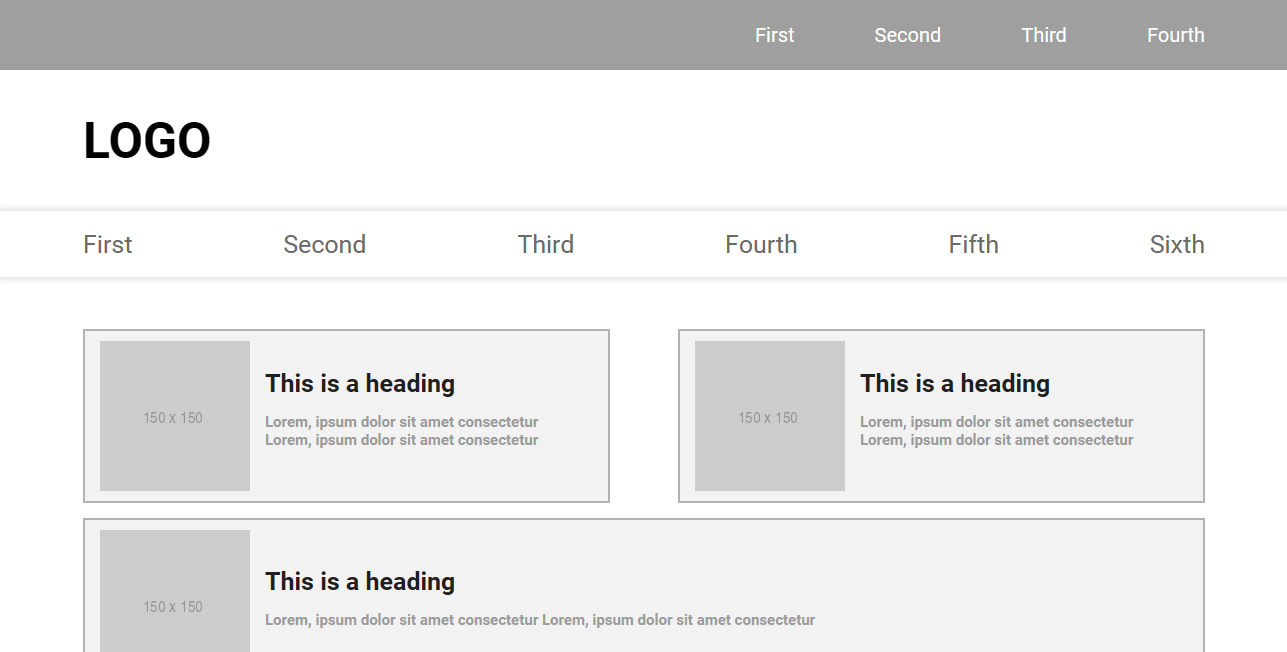 First Second Third Fourth
LOGO
First Second Third Fourth Fifth Sixth
150 x 150
This is a heading
Lorem, ipsum dolor sit amet consectetur
Lorem, ipsum dolor sit amet consectetur
150 x 150
This is a heading
Lorem, ipsum dolor sit amet consectetur
Lorem, ipsum dolor sit amet consectetur
150 x 150
This is a heading
Lorem, ipsum dolor sit amet consectetur Lorem, ipsum dolor sit amet consectetur